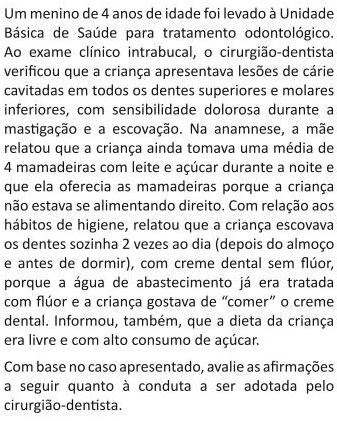 Um menino de 4 anos de idade foi levado à Unidade
Básica de Saúde para tratamento odontológico.
Ao exame clínico intrabucal, o cirurgião-dentista
verificou que a criança apresentava lesões de cárie
cavitadas em todos os dentes superiores e molares
inferiores, com sensibilidade dolorosa durante a
mastigação e a escovação. Na anamnese, a mãe
relatou que a criança ainda tomava uma média de
4 mamadeiras com leite e açúcar durante a noite e
que ela oferecia as mamadeiras porque a criança
não estava se alimentando direito. Com relação aos
hábitos de higiene, relatou que a criança escovava
os dentes sozinha 2 vezes ao dia (depois do almoço
e antes de dormir), com creme dental sem flúor,
porque a água de abastecimento já era tratada
com flúor e a criança gostava de “comer” o creme
dental. Informou, também, que a dieta da criança
era livre e com alto consumo de açúcar.
Com base no caso apresentado, avalie as afirmações
a seguir quanto à conduta a ser adotada pelo
cirurgião-dentista.